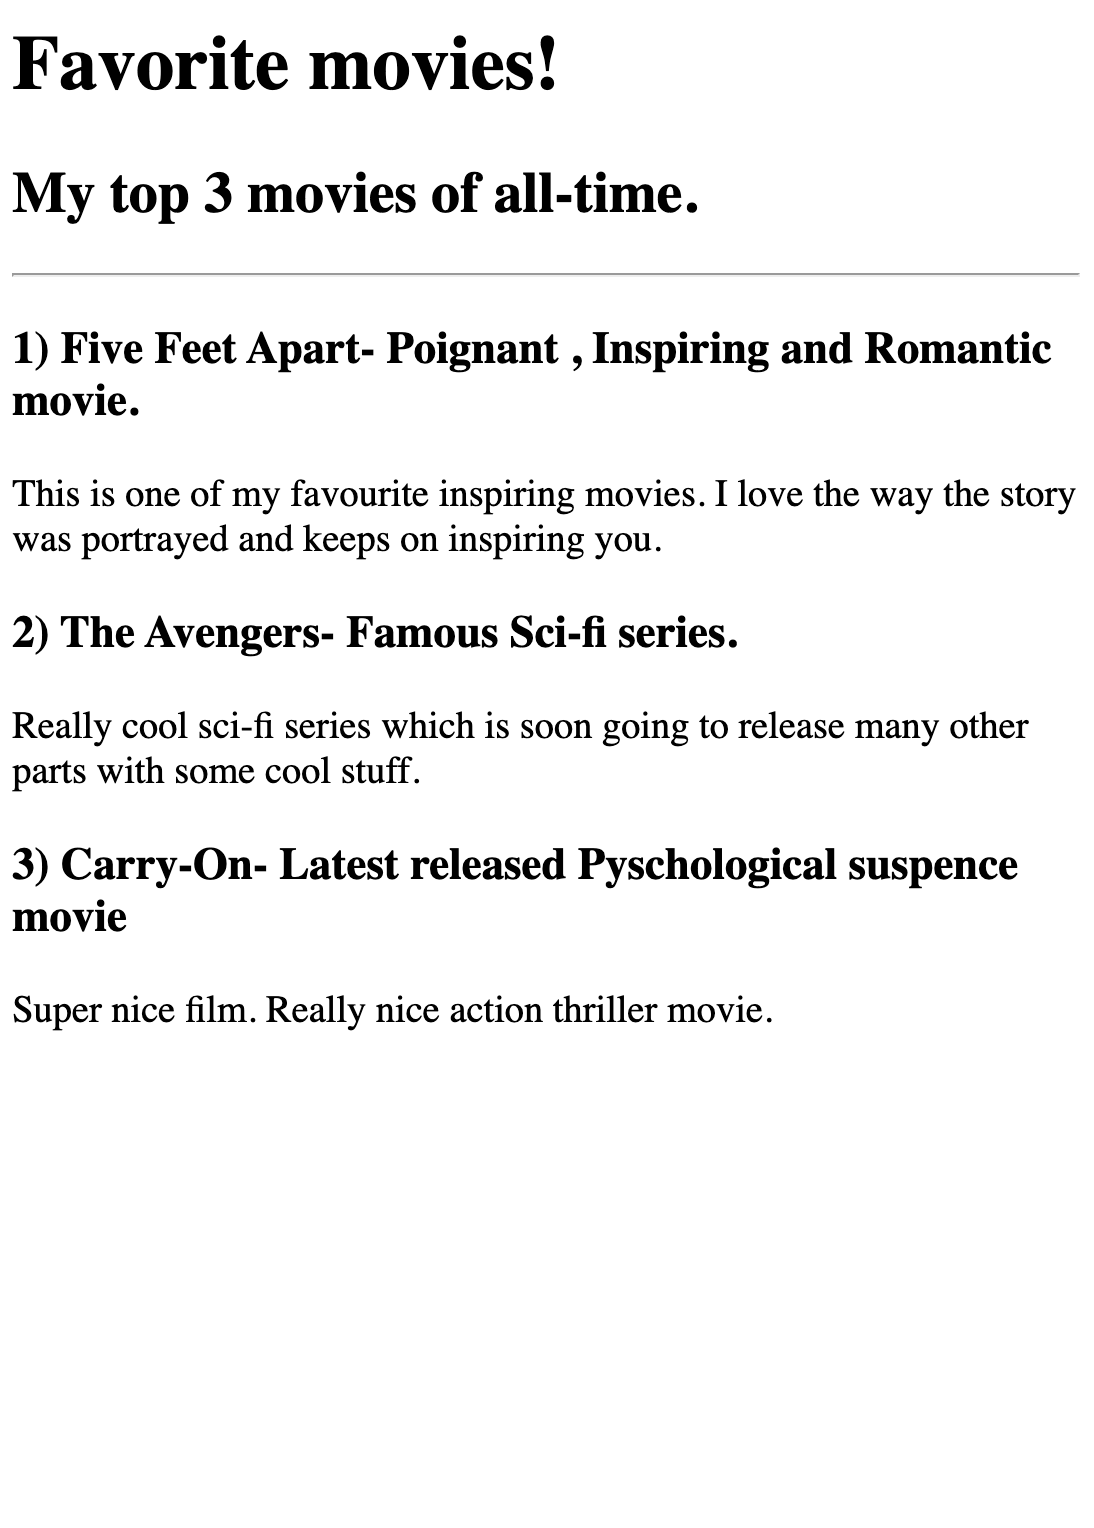 Favorite movies!
My top 3 movies of all-time.
1) Five Feet Apart- Poignant , Inspiring and Romantic
movie.
This is one of my favourite inspiring movies. I love the way the story
was portrayed and keeps on inspiring you.
2) The Avengers- Famous Sci-fi series.
Really cool sci-fi series which is soon going to release many other
parts with some cool stuff.
3) Carry-On- Latest released Pyschological suspence
movie
Super nice film. Really nice action thriller movie.